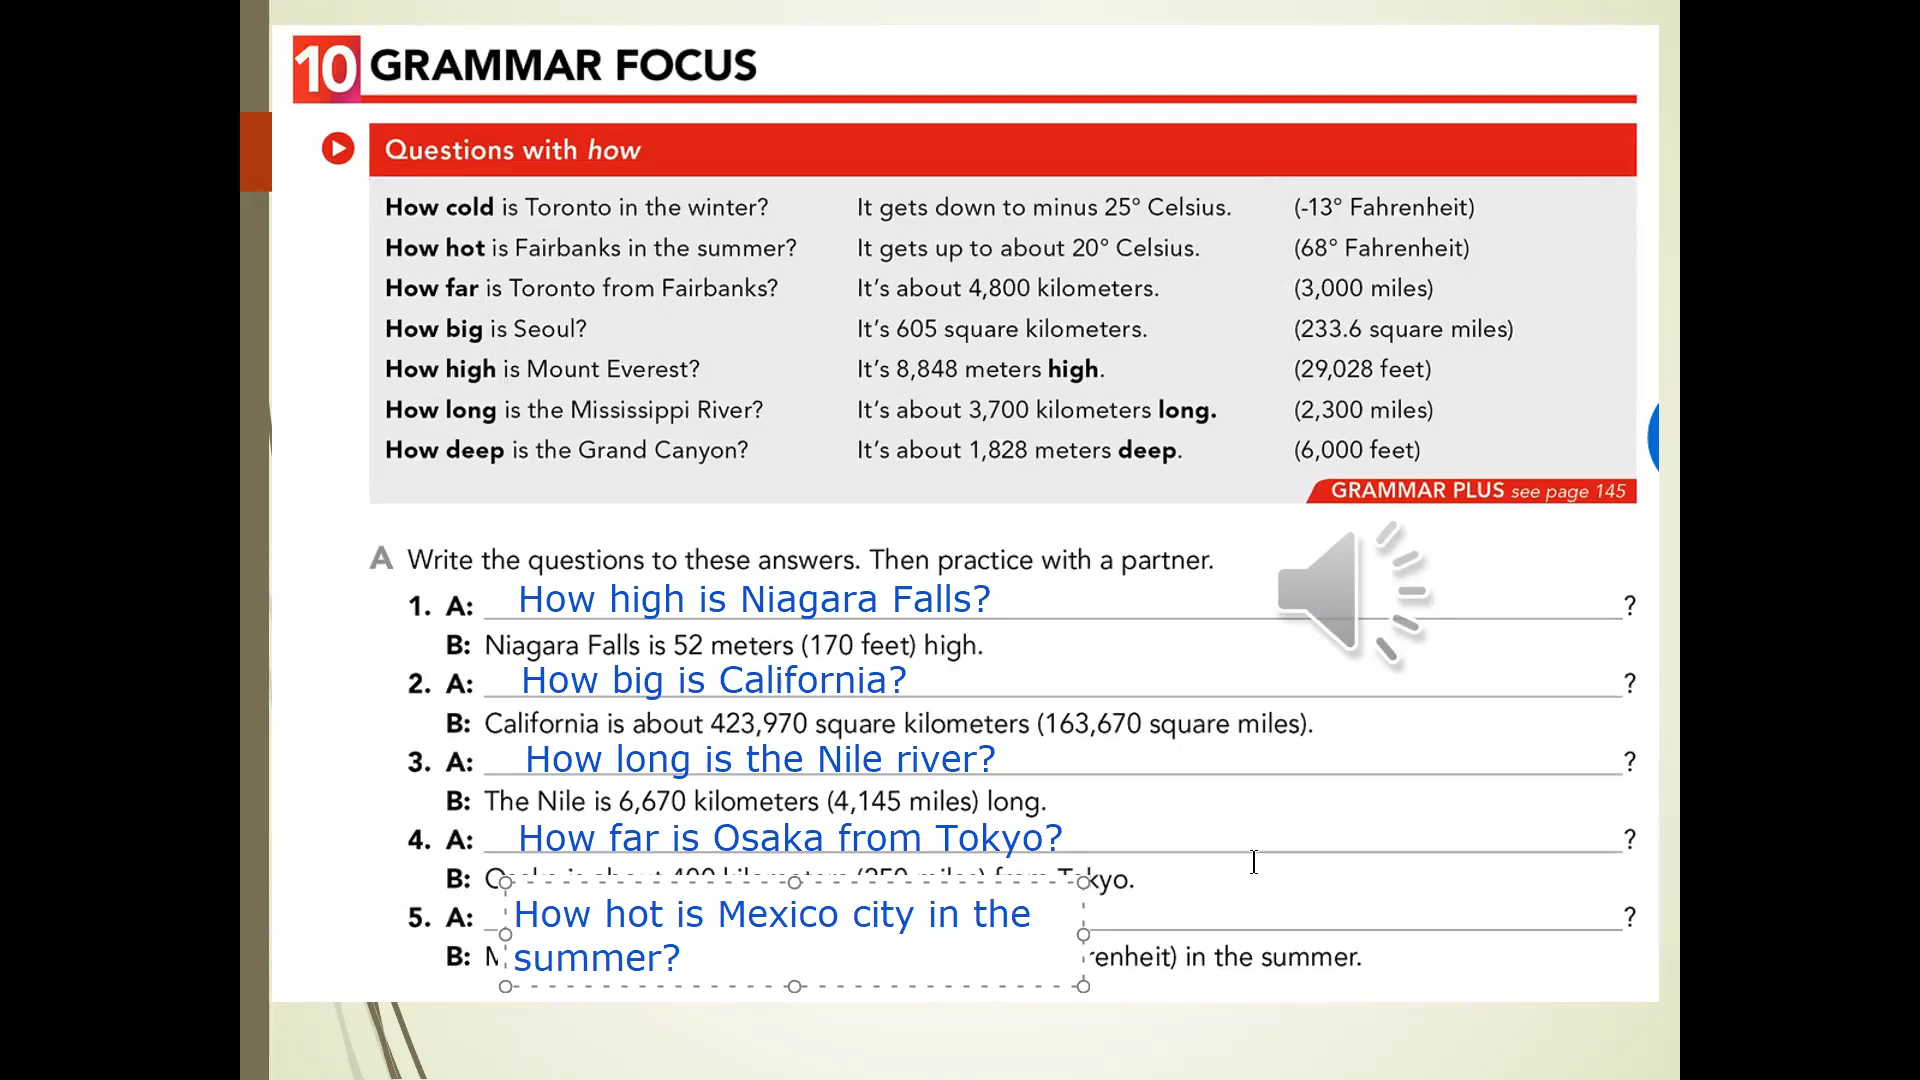 10 GRAMMAR FOCUS
Questions with how
How cold is Toronto in the winter? It gets down to minus 25° Celsius. (-13° Fahrenheit)
How hot is Fairbanks in the summer? It gets up to about 20° Celsius. (68° Fahrenheit)
How far is Toronto from Fairbanks? It's about 4,800 kilometers. (3,000 miles)
How big is Seoul? It's 605 square kilometers. (233.6 square miles)
How high is Mount Everest? It's 8,848 meters high. (29,028 feet)
How long is the Mississippi River? It's about 3,700 kilometers long. (2,300 miles)
How deep is the Grand Canyon? It's about 1,828 meters deep. (6,000 feet)
GRAMMAR PLUS see page 145
A Write the questions to these answers. Then practice with a partner.
1. A: How high is Niagara Falls? ?
B: Niagara Falls is 52 meters (170 feet) high.
2. A: How big is California? ?
B: California is about 423,970 square kilometers (163,670 square miles).
3. A: How long is the Nile river? ?
B: The Nile is 6,670 kilometers (4,145 miles) long.
4. A: How far is Osaka from Tokyo? ?
B: Osaka is about 400 kilometers (250 miles) from Tokyo.
5. A: How hot is Mexico city in the ?
summer?
B: in the summer.